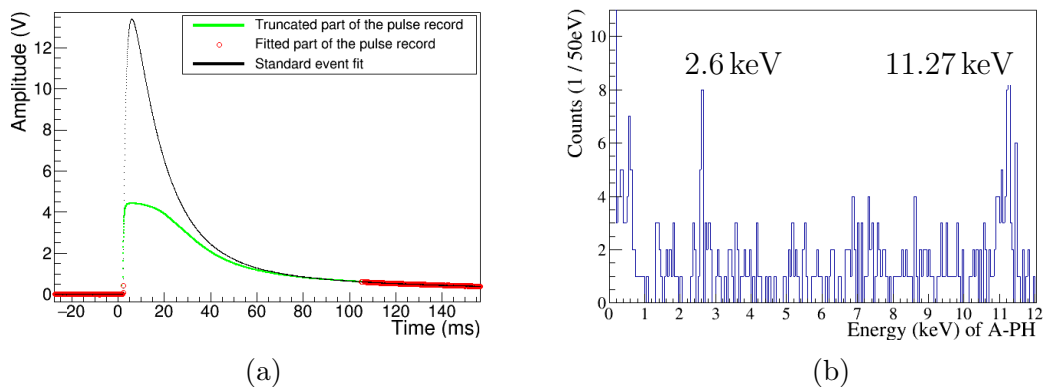 Amplitude (V)
12
10
8
6
4
2
0
−20 0 20 40 60 80 100 120 140
Time (ms)
Truncated part of the pulse record
Fitted part of the pulse record
Standard event fit
(a)
Counts (1 / 50eV)
10
8
6
4
2
0
2.6 keV
11.27 keV
0 1 2 3 4 5 6 7 8 9 10 11 12
Energy (keV) of A-PH
(b)